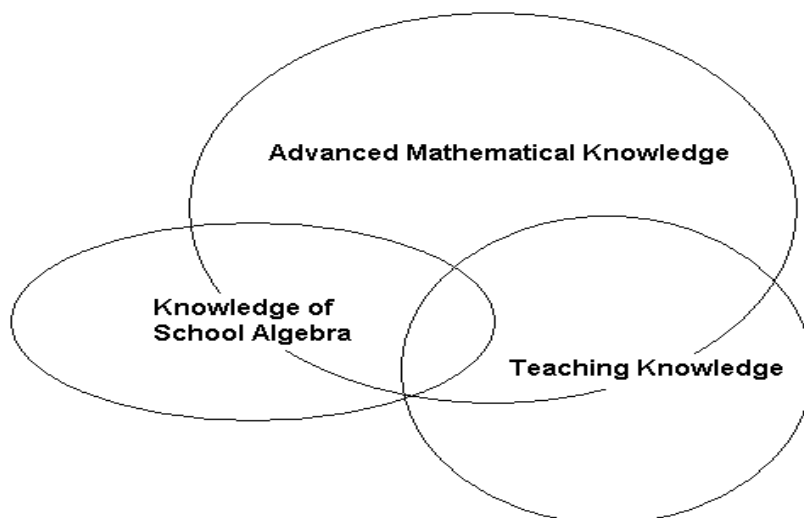 Advanced Mathematical Knowledge
Knowledge of
School Algebra
Teaching Knowledge